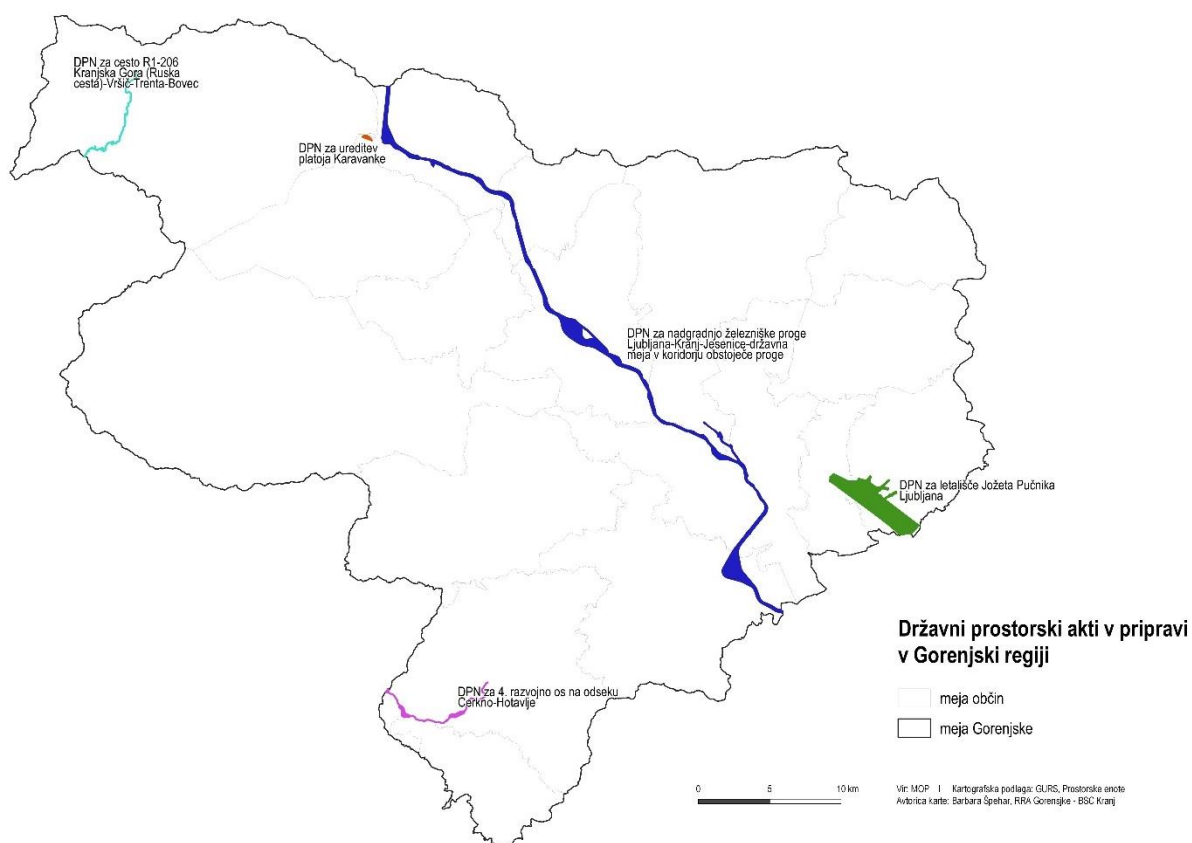 DPN za cesto R1-206
Kranjska Gora (Ruska
cesta)-Vršič-Trenta-Bovec
DPN za ureditev
platoja Karavanke
DPN za nadgradnjo železniške proge
Ljubljana-Kranj-Jesenice-državna
meja v koridorju obstoječe proge
DPN za letališče Jožeta Pučnika
Ljubljana
DPN za 4. razvojno os na odseku
Cerkno-Hotavlje
Državni prostorski akti v pripravi
v Gorenjski regiji
meja občin
meja Gorenjske
0 5 10 km
Vir: MOP I Kartografska podlaga: GURS, Prostorske enote
Avtorica karte: Barbara Špehar, RRA Gorensjke - BSC Kranj